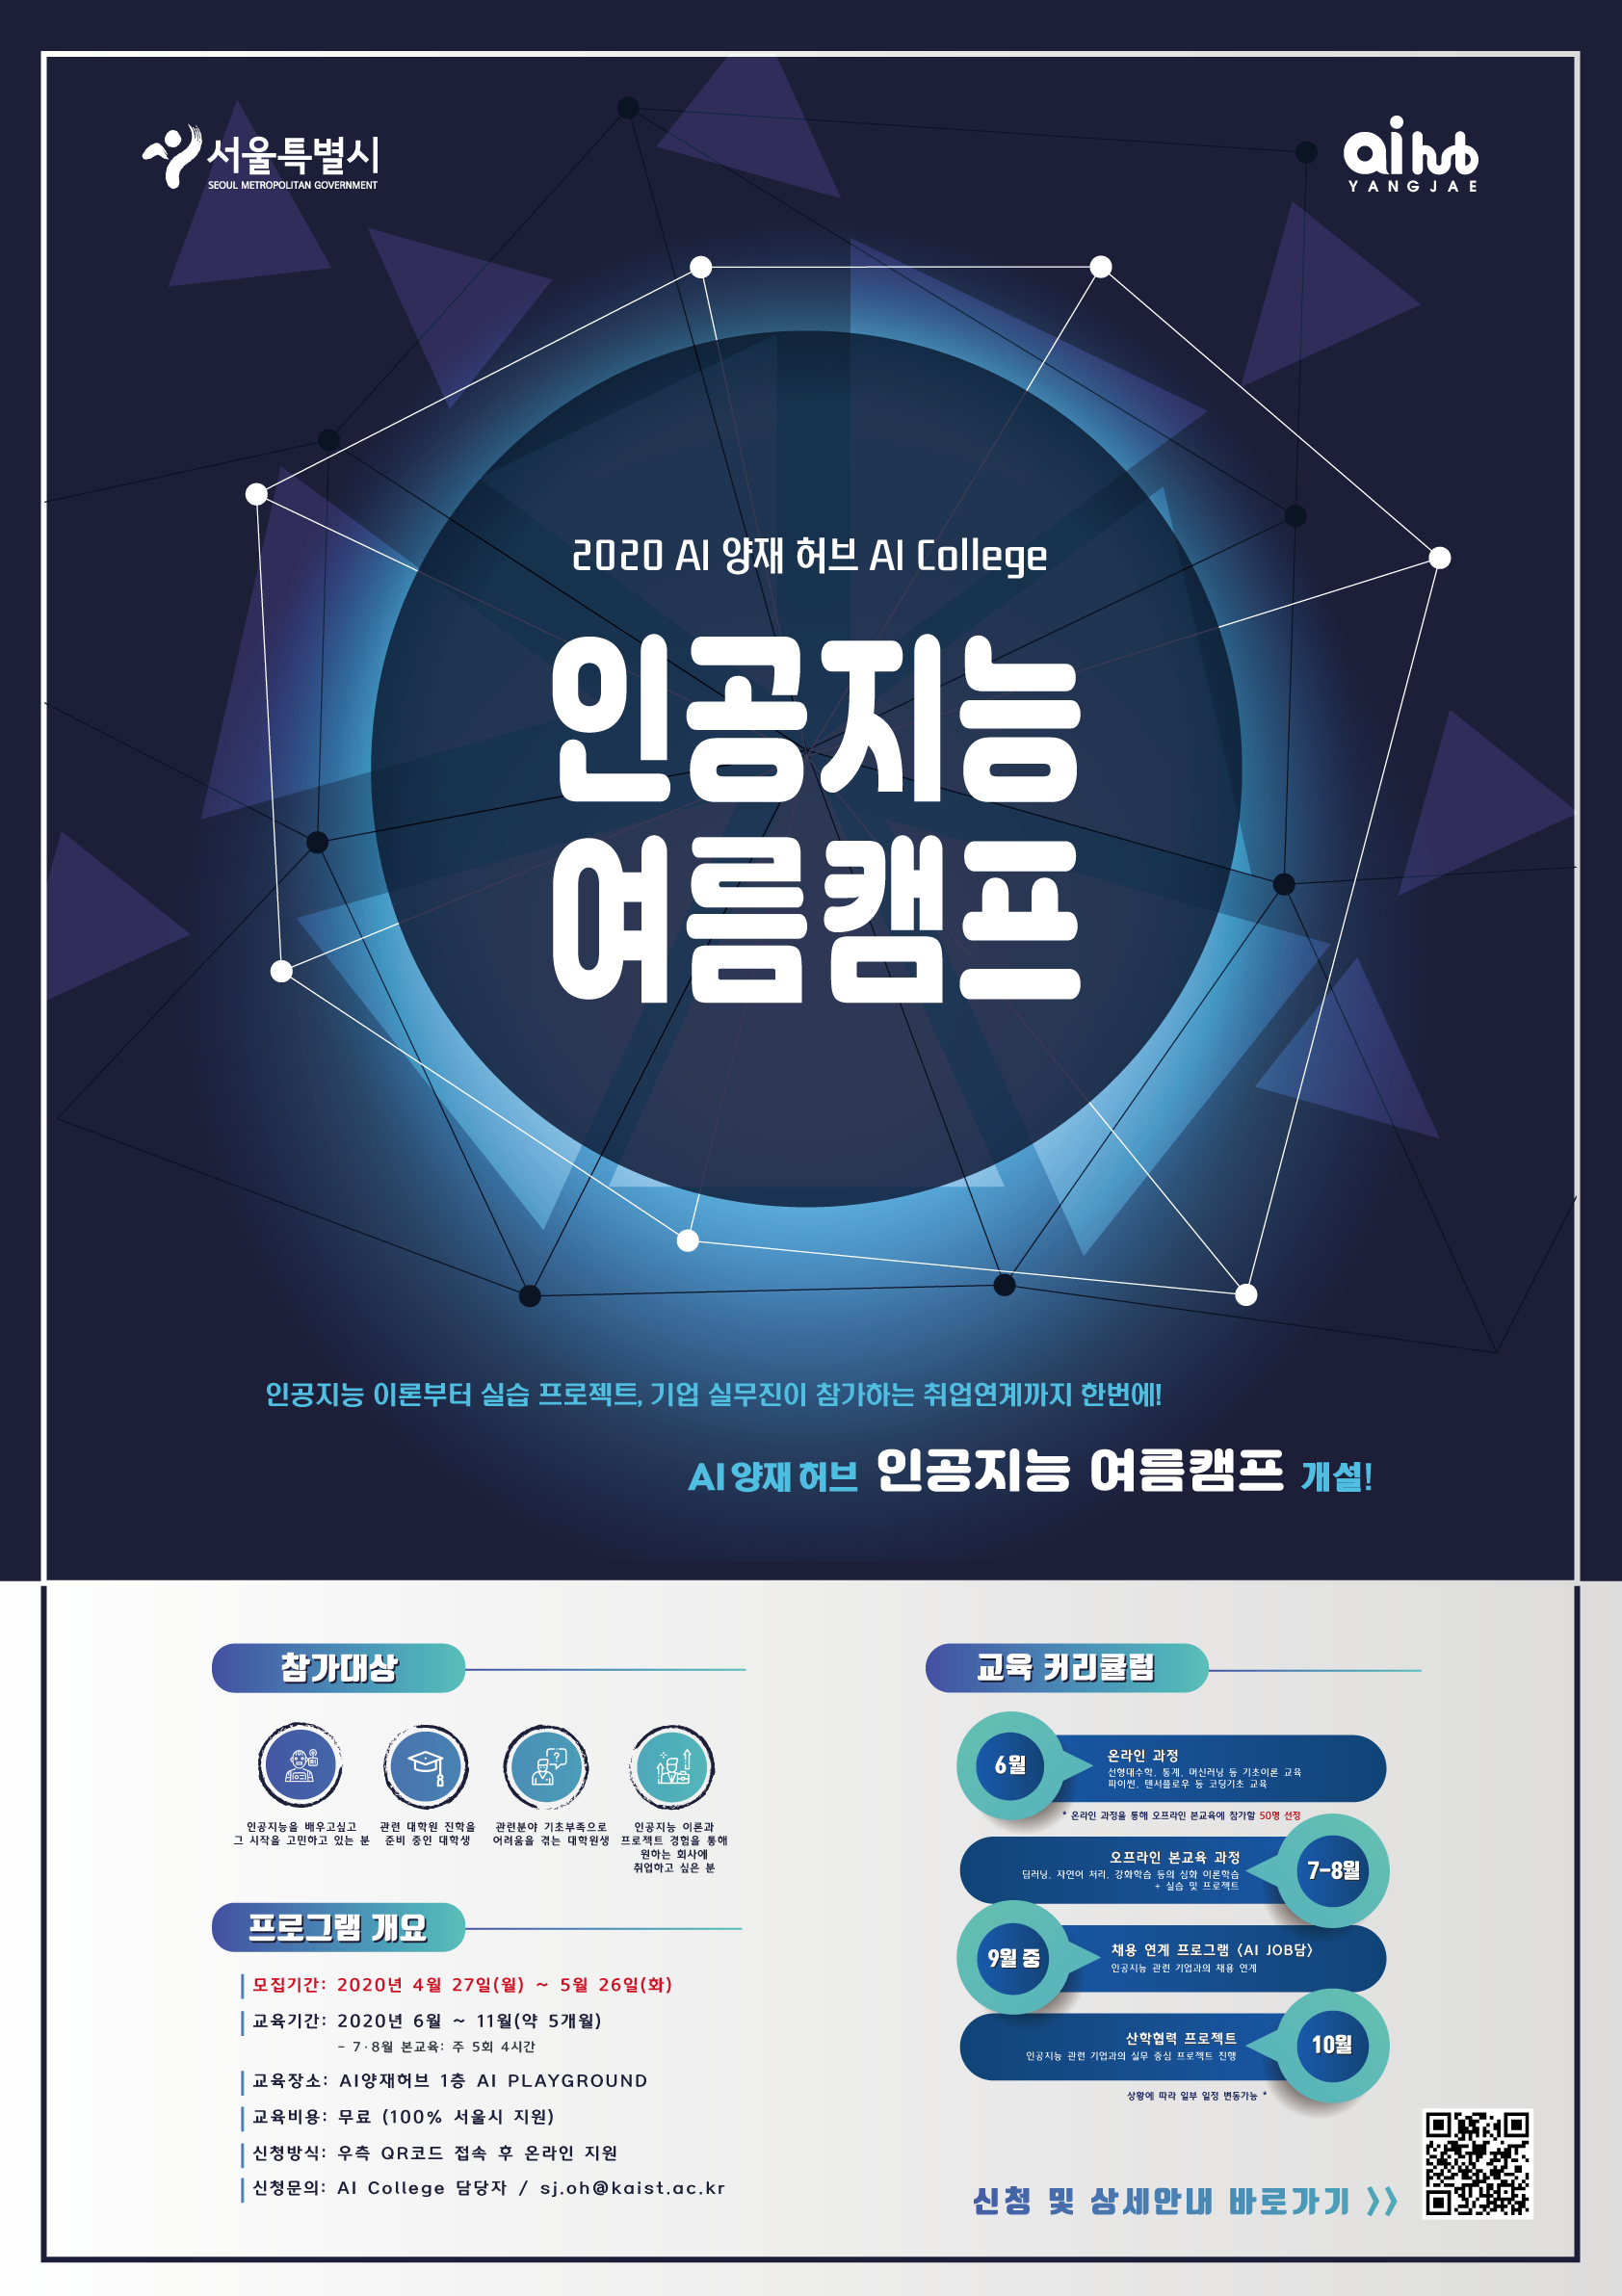 서울특별시
SEOUL METROPOLITAN GOVERNMENT
ai hub
YANGJAE
2020 AI 양재 허브 AI College
인공지능
여름캠프
인공지능 이론부터 실습 프로젝트, 기업 실무진이 참가하는 취업연계까지 한번에!
AI 양재 허브 인공지능 여름캠프 개설!
참가대상
인공지능을 배우고싶고
그 시작을 고민하고 있는 분
관련 대학원 진학을
준비 중인 대학생
관련분야 기초부족으로
어려움을 겪는 대학원생
인공지능 이론과
프로젝트 경험을 통해
원하는 회사에
취업하고 싶은 분
프로그램 개요
모집기간: 2020년 4월 27일(월) ~ 5월 26일(화)
교육기간: 2020년 6월 ~ 11월(약 5개월)
- 7·8월 본교육: 주 5회 4시간
교육장소: AI양재허브 1층 AI PLAYGROUND
교육비용: 무료 (100% 서울시 지원)
신청방식: 우측 QR코드 접속 후 온라인 지원
신청문의: AI College 담당자 / sj.oh@kaist.ac.kr
교육 커리큘럼
6월
온라인 과정
선형대수학, 통계, 머신러닝 등 기초이론 교육
파이썬, 텐서플로우 등 코딩기초 교육
* 온라인 과정을 통해 오프라인 본교육에 참가할 50명 선정
오프라인 본교육 과정
딥러닝, 자연어 처리, 강화학습 등의 심화 이론학습
+ 실습 및 프로젝트
7-8월
9월 중
채용 연계 프로그램 <AI JOB담>
인공지능 관련 기업과의 채용 연계
산학협력 프로젝트
인공지능 관련 기업과의 실무 중심 프로젝트 진행
10월
상황에 따라 일부 일정 변동가능 *
신청 및 상세안내 바로가기 >>